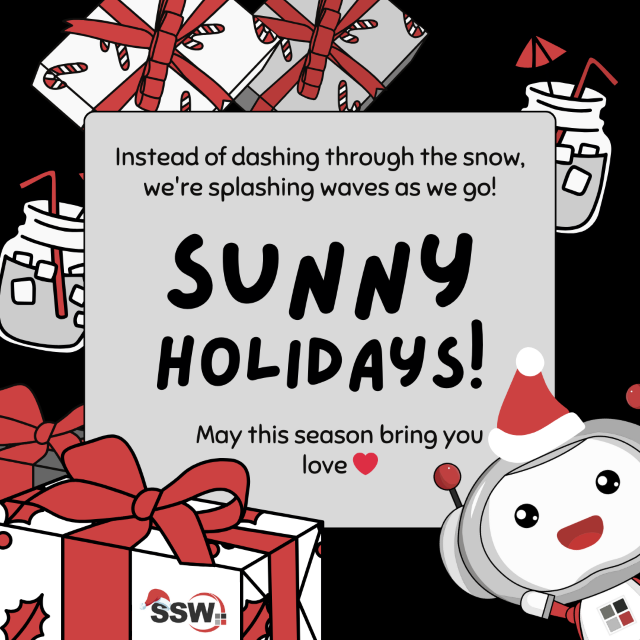 Instead of dashing through the snow,
we're splashing waves as we go!
SUNNY
HOLIDAYS!
May this season bring you
love ❤️
SSW